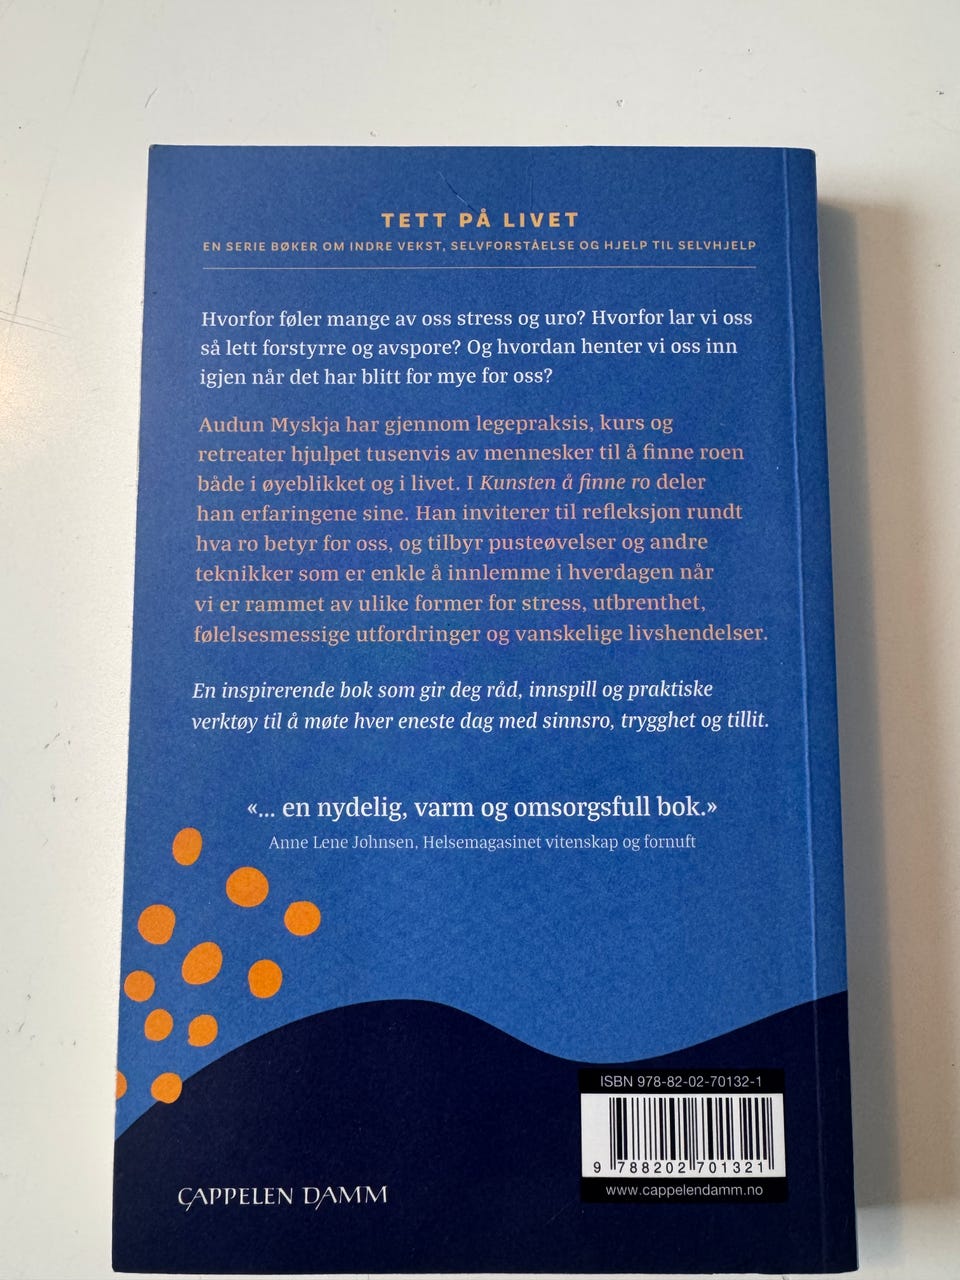 TETT PÅ LIVET
EN SERIE BØKER OM INDRE VEKST, SELVFORSTÅELSE OG HJELP TIL SELVHJELP
Hvorfor føler mange av oss stress og uro? Hvorfor lar vi oss
så lett forstyrre og avspore? Og hvordan henter vi oss inn
igjen når det har blitt for mye for oss?
Audun Myskja har gjennom legepraksis, kurs og
retreater hjulpet tusenvis av mennesker til å finne roen
både i øyeblikket og i livet. I Kunsten å finne ro deler
han erfaringene sine. Han inviterer til refleksjon rundt
hva ro betyr for oss, og tilbyr pusteøvelser og andre
teknikker som er enkle å innlemme i hverdagen når
vi er rammet av ulike former for stress, utbrenthet,
følelsesmessige utfordringer og vanskelige livshendelser.
En inspirerende bok som gir deg råd, innspill og praktiske
verktøy til å møte hver eneste dag med sinnsro, trygghet og tillit.
«... en nydelig, varm og omsorgsfull bok.»
Anne Lene Johnsen, Helsemagasinet vitenskap og fornuft
ISBN 978-82-02-70132-1
9 788202 701321
www.cappelendamm.no
CAPPELEN DAMM